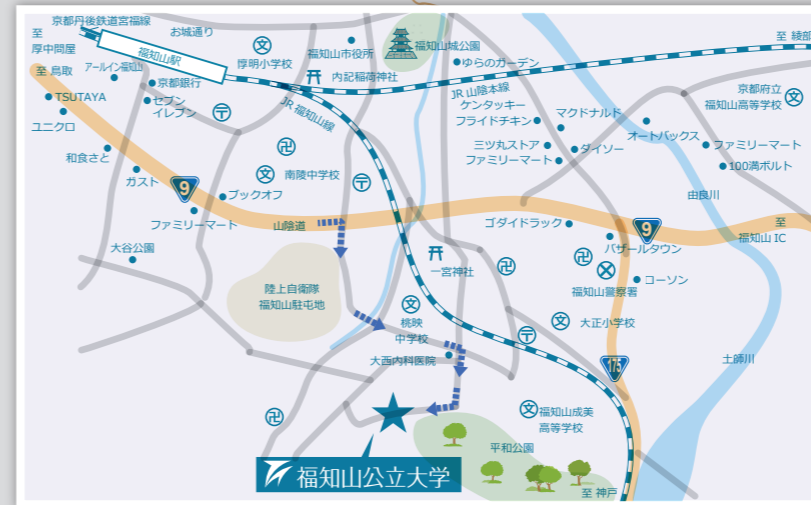 京都丹後鉄道宮福線
至
厚中問屋
お城通り
福知山駅
文
厚明小学校
福知山市役所
福知山城公園
内記稲荷神社
ゆらのガーデン
至 綾部
至 鳥取
アールイン福知山
京都銀行
TSUTAYA
セブン
イレブン
ユニクロ
JR 福知山線
JR 山陰本線
ケンタッキー
フライドチキン
マクドナルド
京都府立
福知山高等学校
文
オートバックス
三ツ丸ストア
ファミリーマート
ダイソー
ファミリーマート
100満ボルト
和食さと
ガスト
文
南陵中学校
9
ブックオフ
ファミリーマート
山陰道
由良川
ゴダイドラック
9
至
福知山 IC
バザールタウン
大谷公園
一宮神社
福知山警察署
コーソン
陸上自衛隊
福知山駐屯地
文
桃映
中学校
文
大正小学校
大西内科医院
175
土師川
文
福知山成美
高等学校
平和公園
福知山公立大学
至 神戸